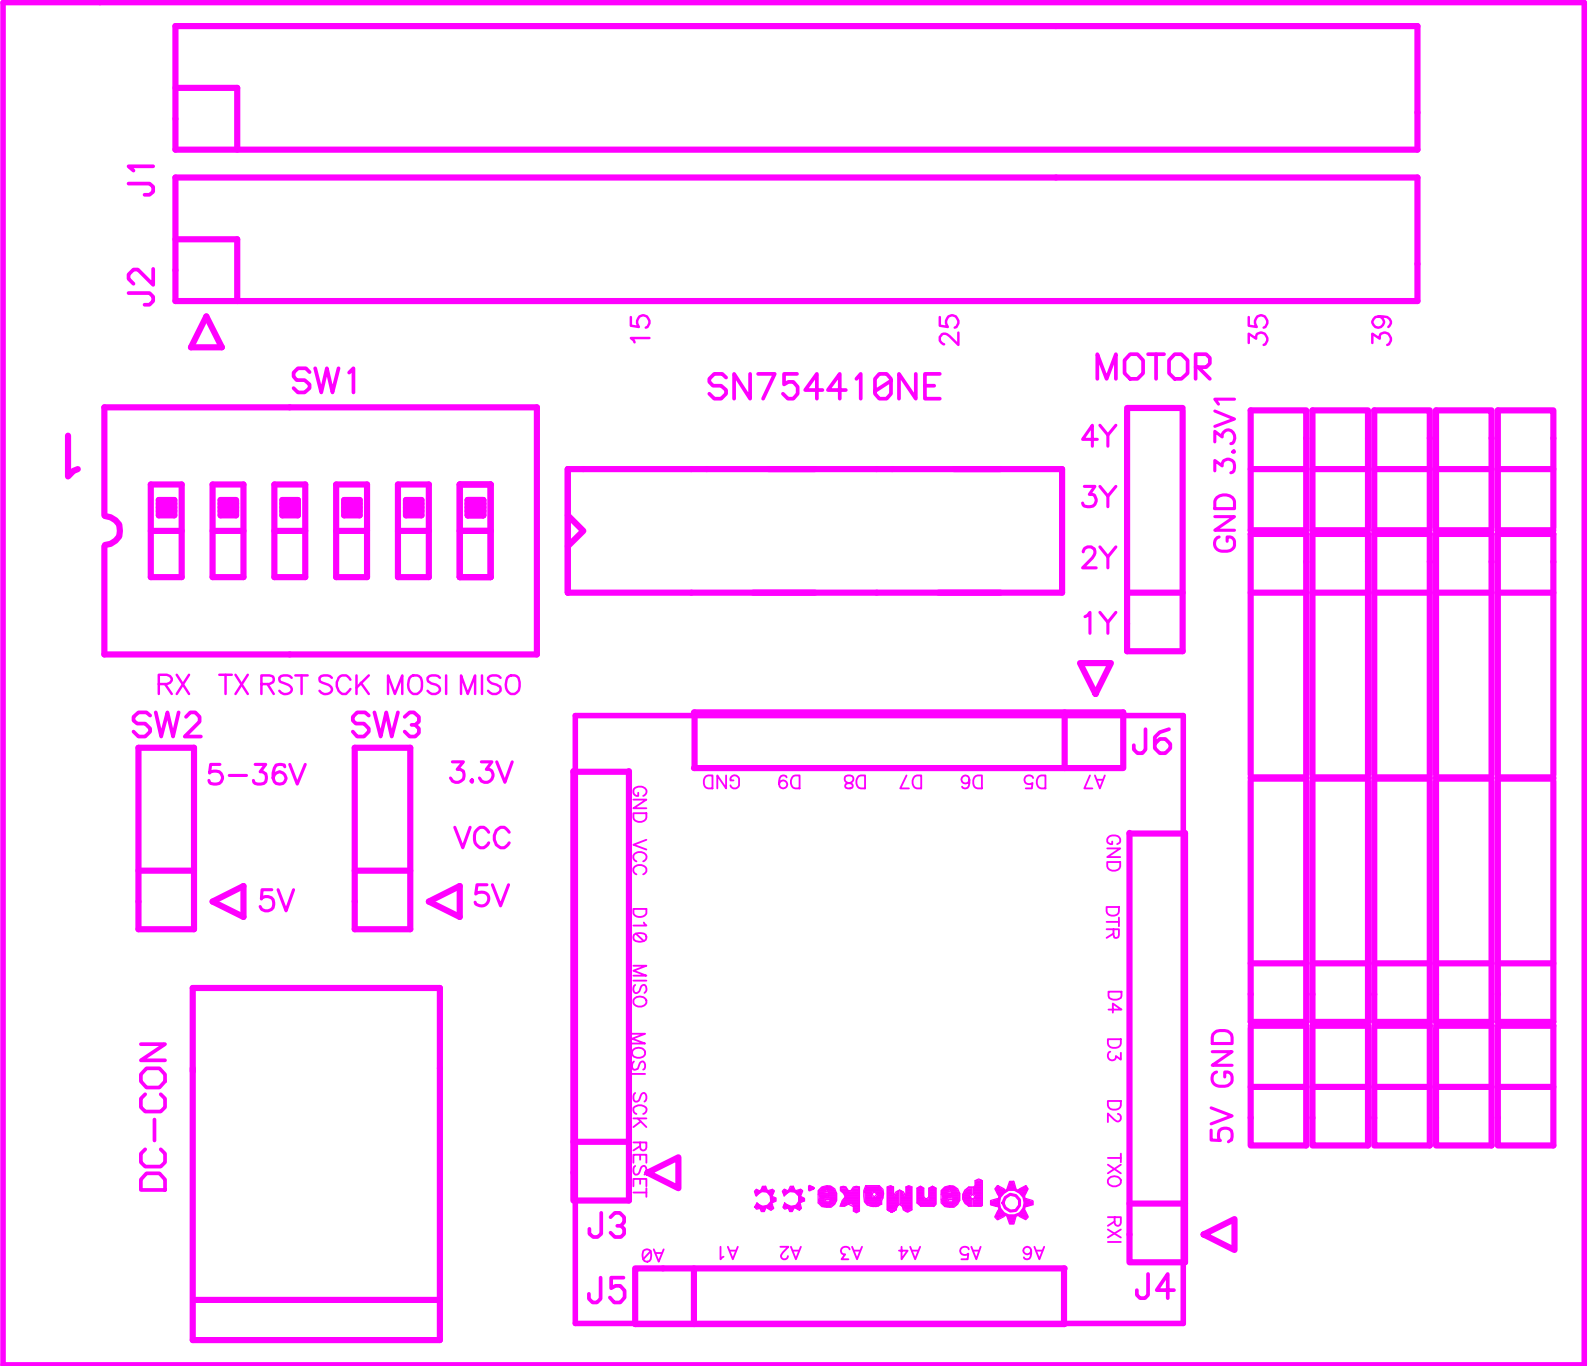 J1
J2
15
25
35
39
SW1
SN754410NE
MOTOR
1
4Y
3Y
2Y
1Y
GND 3.3V1
RX TX RST SCK MOSI MISO
SW2
SW3
5-36V
5V
3.3V
VCC
5V
J6
GND D9 D8 D7 D6 D5 A7
GND VCC D10 MISO MOSI SCK RESET
GND DTR D4 D3 D2 TXO RXI
5V GND
DC-CON
penMake
J3
A0 A1 A2 A3 A4 A5 A6
J5
J4